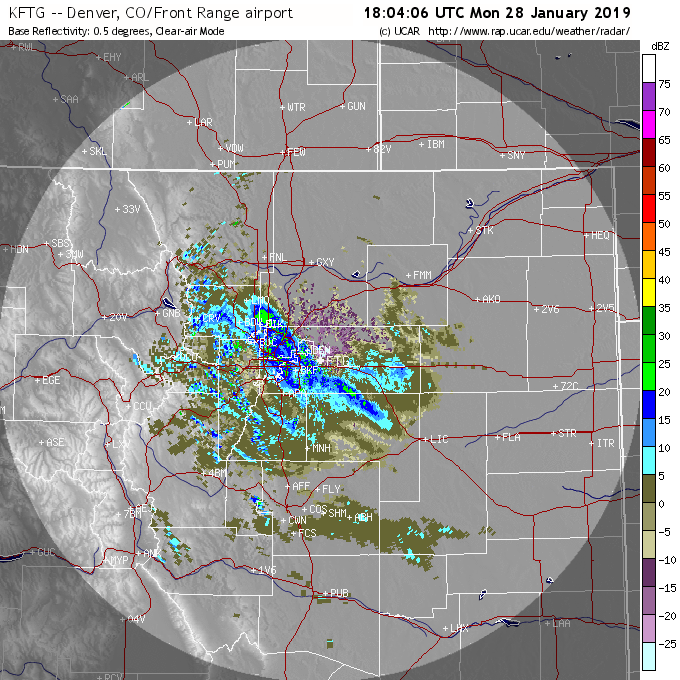 KFTG -- Denver, CO/Front Range airport 18:04:06 UTC Mon 28 January 2019
Base Reflectivity: 0.5 degrees, Clear-air Mode (c) UCAR http://www.rap.ucar.edu/weather/radar/
dBZ
RWL
EHY
ARL
75
SAA
WTR GUN
70
LAR
65
SKL VDW FEW 82V IBM SNY
PUM
60
33V
55
STK
SBS HEQ
50
3MW
FNL GXY
45
FMM
40
AKO
20V GNB 2V6 2V5
35
30
25
EGE 72C
20
CCU
15
ASE LXV LIC FLA STR ITR
MNH
10
4BM
5
AFF FLY
COS SHM
0
CWN
FCS
-5
GUC ANK
MYP 1V6
-10
PUB
-15
A4V LHX LAA
-20
-25